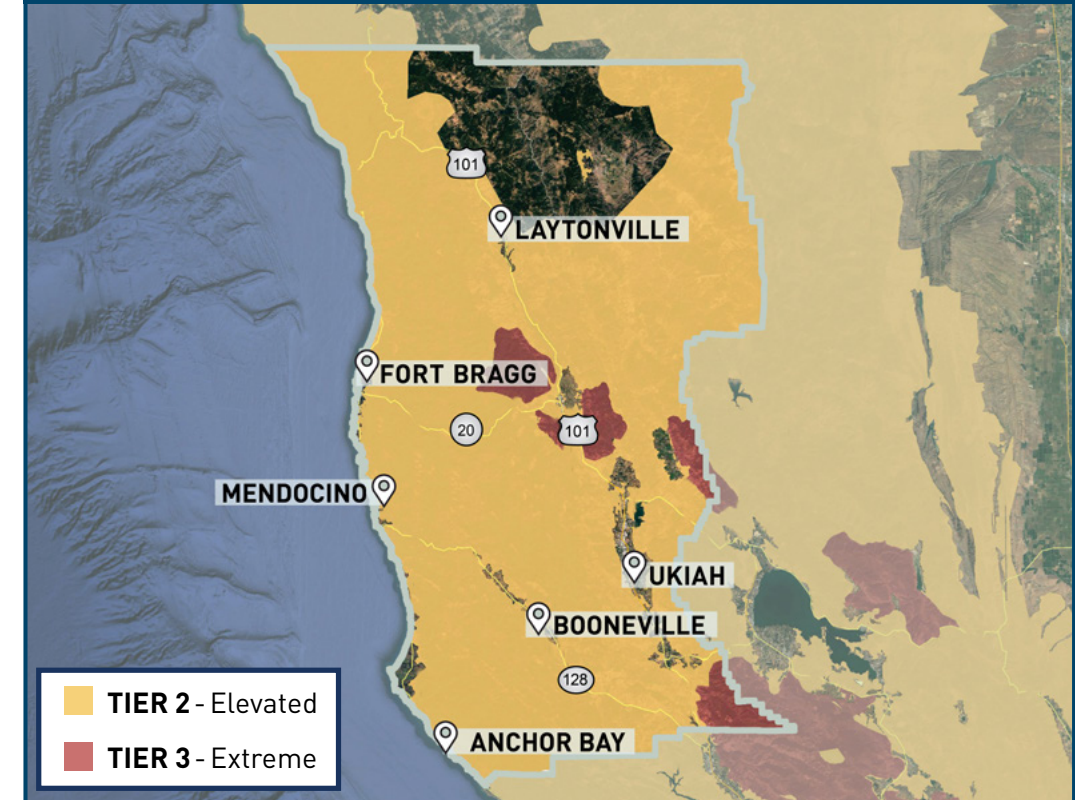 101
LAYTONVILLE
FORT BRAGG
20
101
MENDOCINO
UKIAH
BOONEVILLE
128
ANCHOR BAY
TIER 2 - Elevated
TIER 3 - Extreme